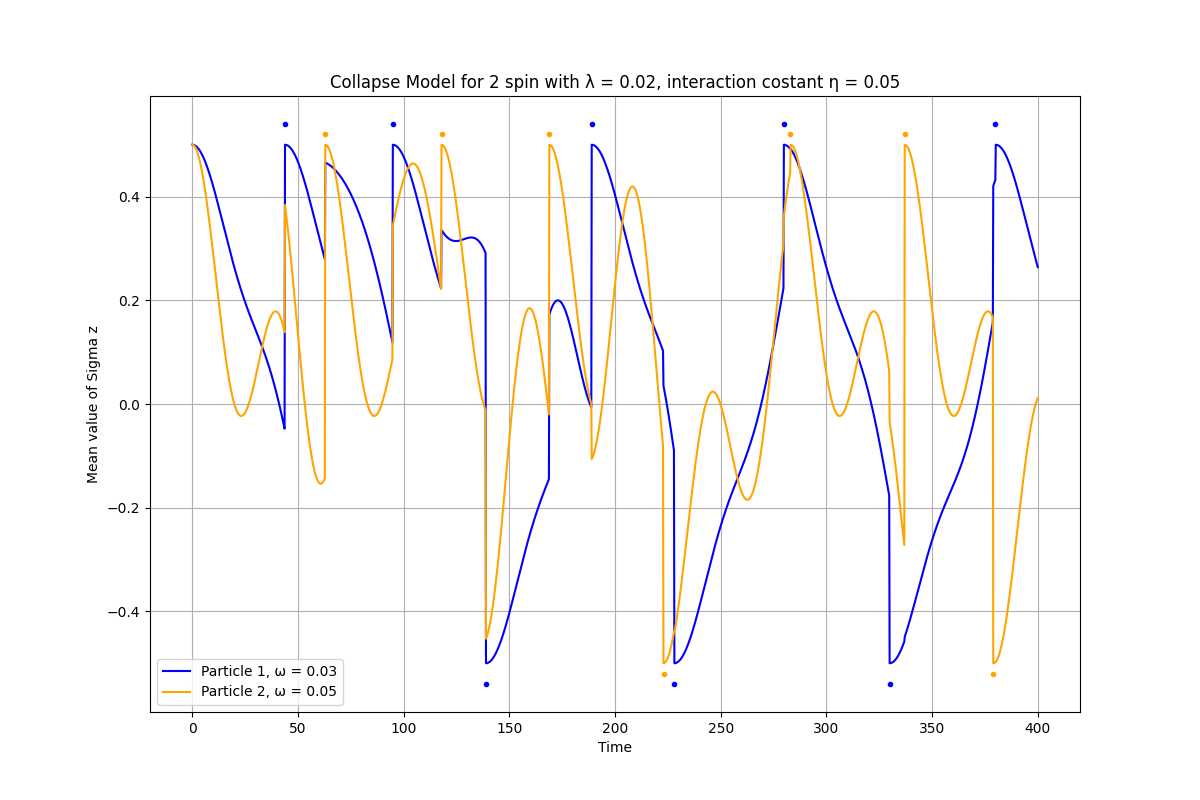 Collapse Model for 2 spin with λ = 0.02, interaction costant η = 0.05
Mean value of Sigma z
0.4
0.2
0.0
−0.2
−0.4
Particle 1, ω = 0.03
Particle 2, ω = 0.05
0 50 100 150 200 250 300 350 400
Time